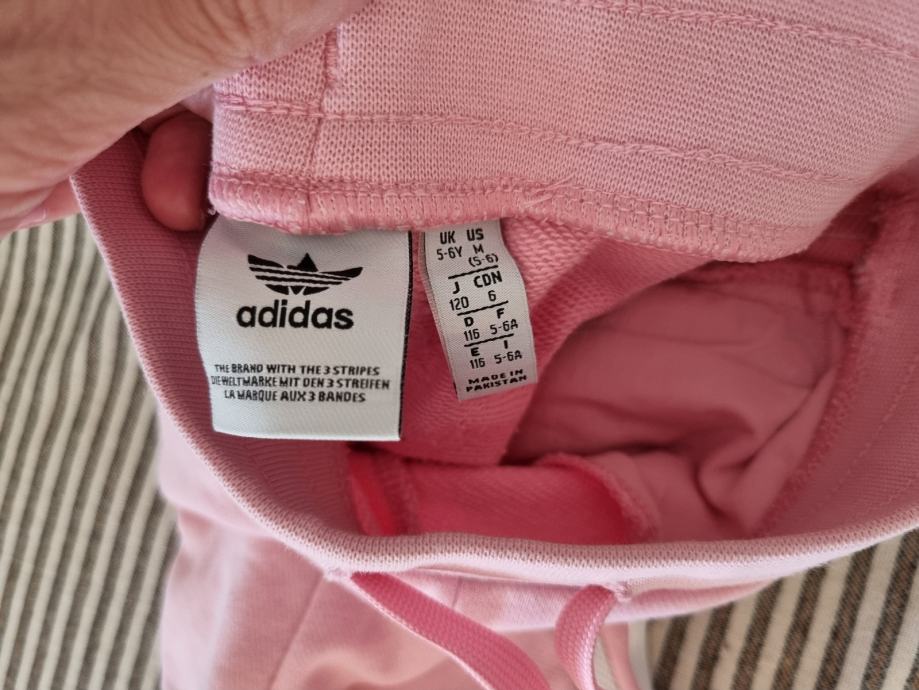 adidas
THE BRAND WITH THE 3 STRIPES
DIE WELTMARKE MIT DEN 3 STREIFEN
LA MARQUE AUX 3 BANDES
UK US
5-6Y M
(5-6)
J CDN
120 6
D F
116 5-6A
E I
116 5-6A
MADE IN
PAKISTAN